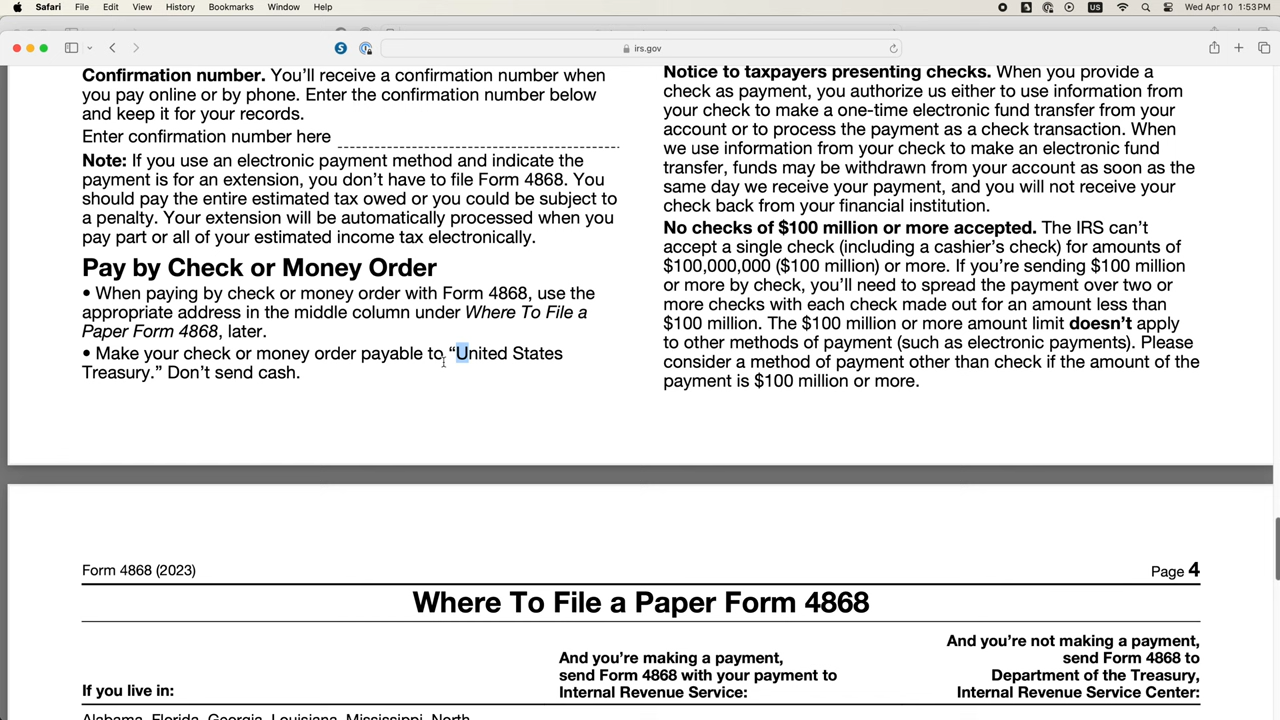 Safari File Edit View History Bookmarks Window Help
US Wed Apr 10 1:53 PM
irs.gov
Confirmation number. You’ll receive a confirmation number when
you pay online or by phone. Enter the confirmation number below
and keep it for your records.
Enter confirmation number here
Note: If you use an electronic payment method and indicate the
payment is for an extension, you don’t have to file Form 4868. You
should pay the entire estimated tax owed or you could be subject to
a penalty. Your extension will be automatically processed when you
pay part or all of your estimated income tax electronically.
Pay by Check or Money Order
• When paying by check or money order with Form 4868, use the
appropriate address in the middle column under Where To File a
Paper Form 4868, later.
• Make your check or money order payable to “United States
Treasury.” Don’t send cash.
Notice to taxpayers presenting checks. When you provide a
check as payment, you authorize us either to use information from
your check to make a one-time electronic fund transfer from your
account or to process the payment as a check transaction. When
we use information from your check to make an electronic fund
transfer, funds may be withdrawn from your account as soon as the
same day we receive your payment, and you will not receive your
check back from your financial institution.
No checks of $100 million or more accepted. The IRS can’t
accept a single check (including a cashier’s check) for amounts of
$100,000,000 ($100 million) or more. If you’re sending $100 million
or more by check, you’ll need to spread the payment over two or
more checks with each check made out for an amount less than
$100 million. The $100 million or more amount limit doesn’t apply
to other methods of payment (such as electronic payments). Please
consider a method of payment other than check if the amount of the
payment is $100 million or more.
Form 4868 (2023)
Page 4
Where To File a Paper Form 4868
If you live in:
And you’re making a payment,
send Form 4868 with your payment to
Internal Revenue Service:
And you’re not making a payment,
send Form 4868 to
Department of the Treasury,
Internal Revenue Service Center:
Alabama, Florida, Georgia, Louisiana, Mississippi, North